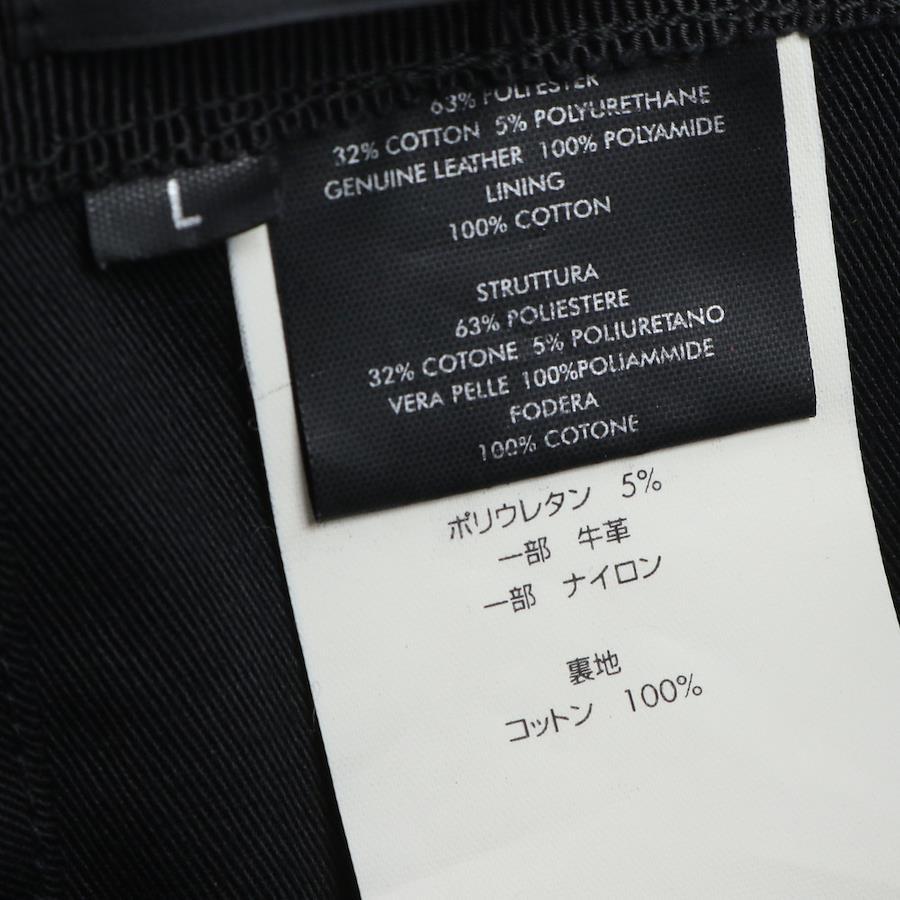 L
63% POLYESTER
32% COTTON 5% POLYURETHANE
GENUINE LEATHER 100% POLYAMIDE
LINING
100% COTTON
STRUTTURA
63% POLIESTERE
32% COTONE 5% POLIURETANO
VERA PELLE 100%POLIAMMIDE
FODERA
100% COTONE
ポリウレタン 5%
一部 牛革
一部 ナイロン
裏地
コットン 100%